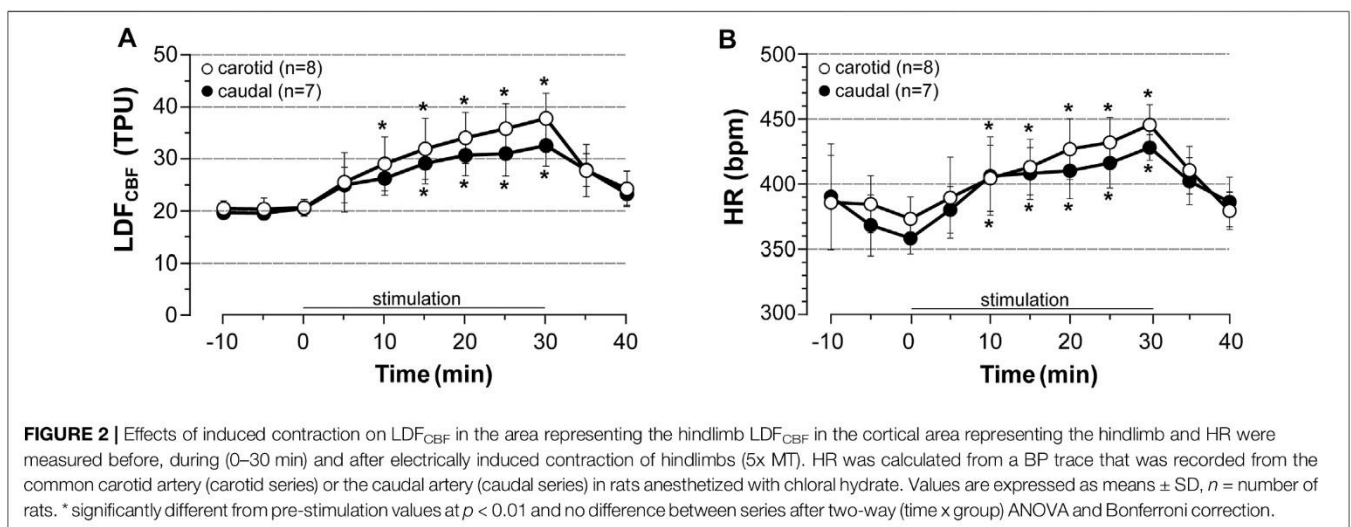 A
B
50
40
30
20
10
0
LDF_CBF (TPU)
carotid (n=8)
caudal (n=7)
* * * * *
* * * *
stimulation
-10 0 10 20 30 40
Time (min)
500
450
400
350
300
HR (bpm)
carotid (n=8)
caudal (n=7)
* * * * *
* * * * *
stimulation
-10 0 10 20 30 40
Time (min)
FIGURE 2 | Effects of induced contraction on LDF_CBF in the area representing the hindlimb LDF_CBF in the cortical area representing the hindlimb and HR were
measured before, during (0–30 min) and after electrically induced contraction of hindlimbs (5x MT). HR was calculated from a BP trace that was recorded from the
common carotid artery (carotid series) or the caudal artery (caudal series) in rats anesthetized with chloral hydrate. Values are expressed as means ± SD, n = number of
rats. * significantly different from pre-stimulation values at p < 0.01 and no difference between series after two-way (time x group) ANOVA and Bonferroni correction.